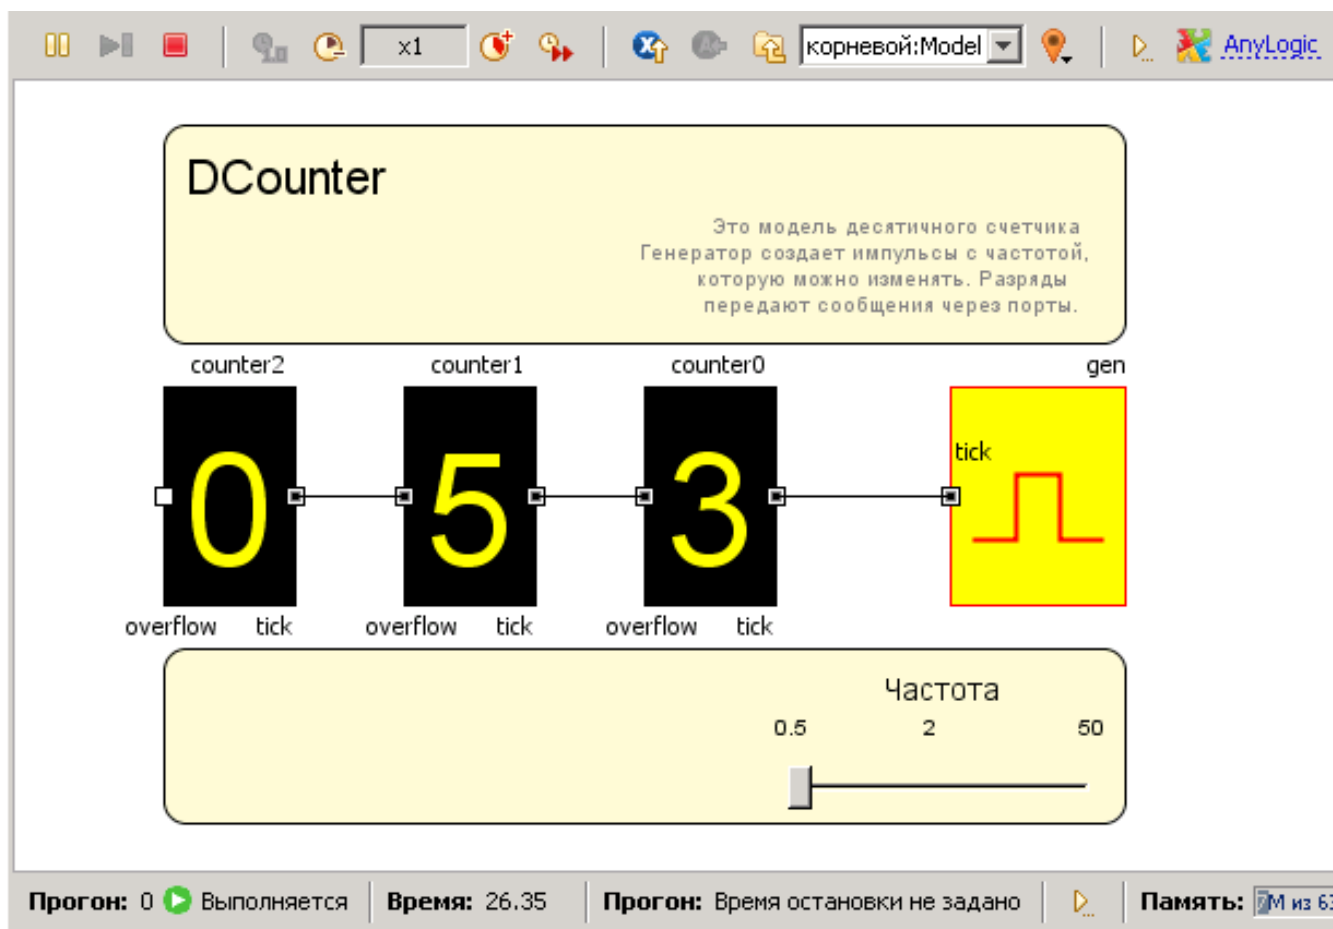 x1 корневой:Model AnyLogic
DCounter
Это модель десятичного счетчика
Генератор создает импульсы с частотой,
которую можно изменять. Разряды
передают сообщения через порты.
counter2 counter1 counter0 gen
tick
0 5 3
overflow tick overflow tick overflow tick
Частота
0.5 2 50
Прогон: 0 Выполняется Время: 26.35 Прогон: Время остановки не задано Память: M из 63